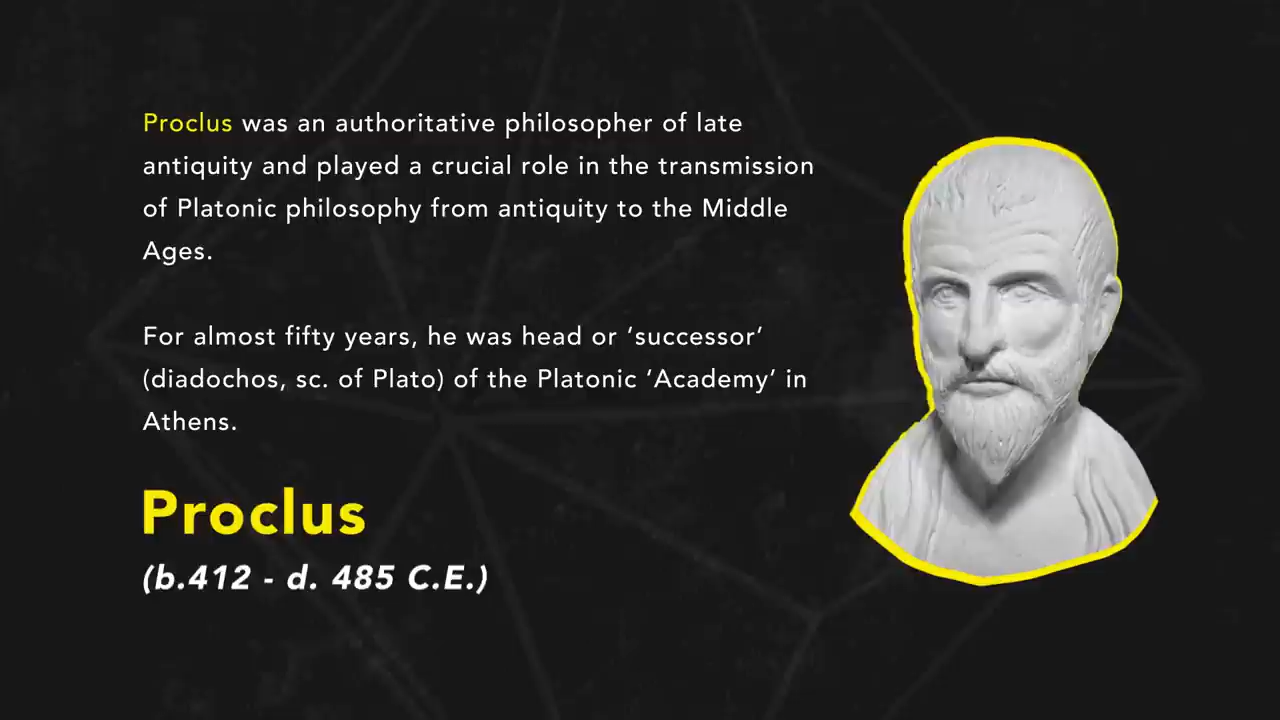 Proclus was an authoritative philosopher of late
antiquity and played a crucial role in the transmission
of Platonic philosophy from antiquity to the Middle
Ages.
For almost fifty years, he was head or ‘successor’
(diadochos, sc. of Plato) of the Platonic ‘Academy’ in
Athens.
Proclus
(b.412 - d. 485 C.E.)